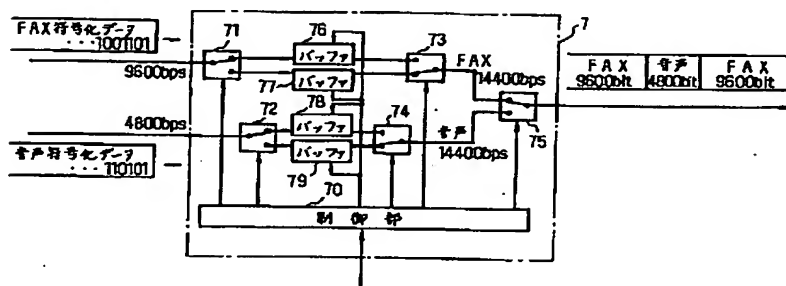 FAX符号化データ
···1001101
9600bps
4800bps
音声符号化データ
···110101
71
72
76
バッファ
77
バッファ
78
バッファ
79
バッファ
73
74
FAX
14400bps
音声
14400bps
75
70
制御部
7
FAX
9600bit
音声
4800bit
FAX
9600bit